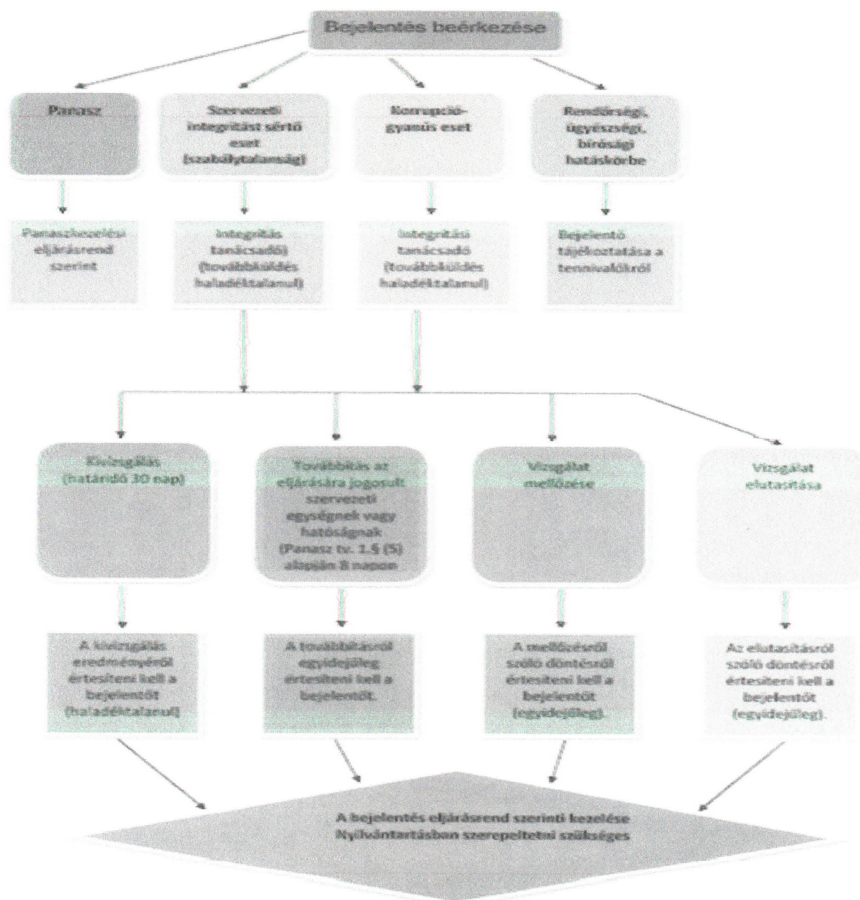 Bejelentés beérkezése
Panasz
Szervezeti
integritást sértő
eset
(szabálytalanság)
Korrupció-
gyanús eset
Rendőrségi,
ügyészségi,
bírósági
hatáskörbe
Panaszkezelési
eljárásrend
szerint
Integritás
tanácsadó)
(továbbküldés
haladéktalanul)
Integritási
tanácsadó
(továbbküldés
haladéktalanul)
Bejelentő
tájékoztatása a
tennivalókról
Kivizsgálás
(határidő 30 nap)
Továbbítás az
eljárására jogosult
szervezeti
egységnek vagy
hatóságnak
(Panasz tv. 1.§ (5)
alapján 8 napon
Vizsgálat
mellőzése
Vizsgálat
elutasítása
A kivizsgálás
eredményéről
értesíteni kell a
bejelentőt
(haladéktalanul)
A továbbításról
egyidejűleg
értesíteni kell a
bejelentőt.
A mellőzésről
szóló döntésről
értesíteni kell a
bejelentőt
(egyidejűleg).
Az elutasításról
szóló döntésről
értesíteni kell a
bejelentőt
(egyidejűleg).
A bejelentés eljárásrend szerinti kezelése
Nyilvántartásban szerepeltetni szükséges